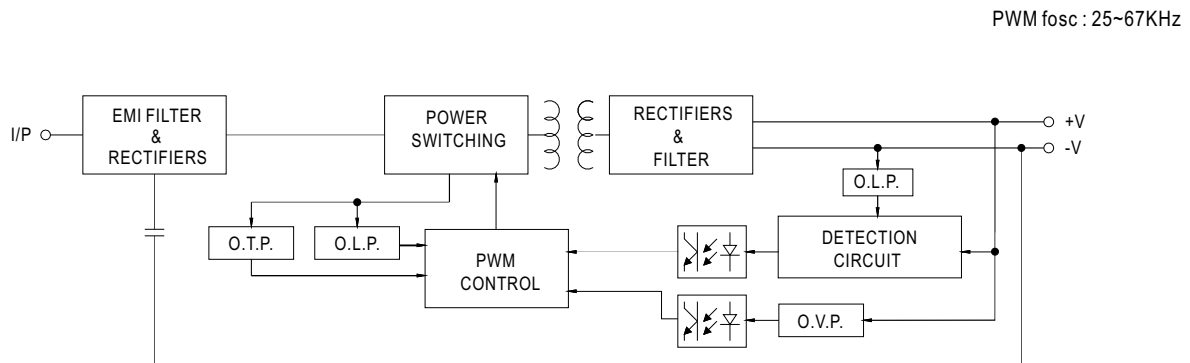 PWM fosc : 25~67KHz
I/P
EMI FILTER
&
RECTIFIERS
POWER
SWITCHING
RECTIFIERS
&
FILTER
+V
-V
O.L.P.
O.T.P.
O.L.P.
PWM
CONTROL
DETECTION
CIRCUIT
O.V.P.